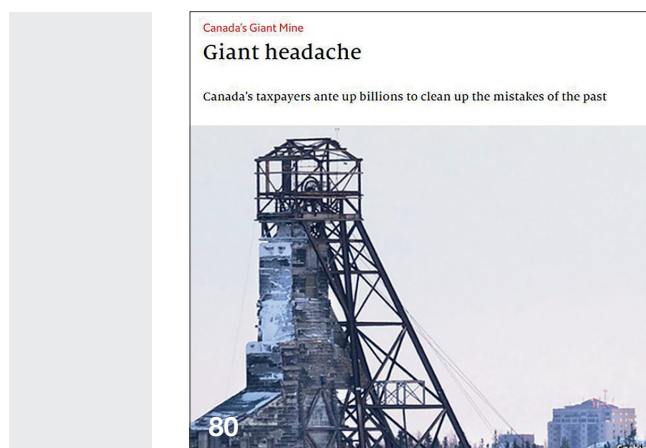 Canada's Giant Mine
Giant headache
Canada's taxpayers ante up billions to clean up the mistakes of the past
80